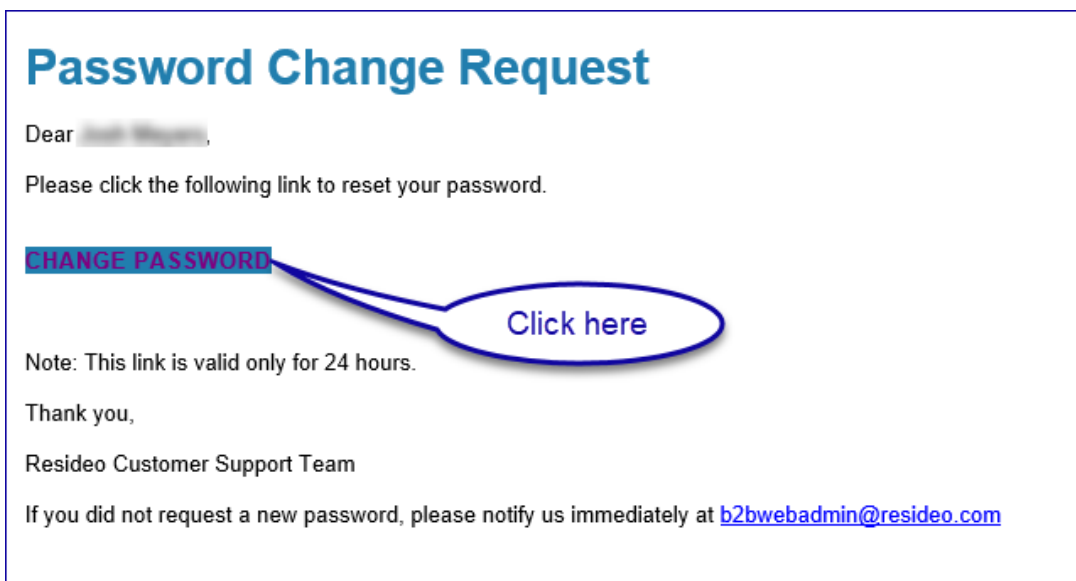 Password Change Request
Dear ,
Please click the following link to reset your password.
CHANGE PASSWORD
Click here
Note: This link is valid only for 24 hours.
Thank you,
Resideo Customer Support Team
If you did not request a new password, please notify us immediately at b2bwebadmin@resideo.com